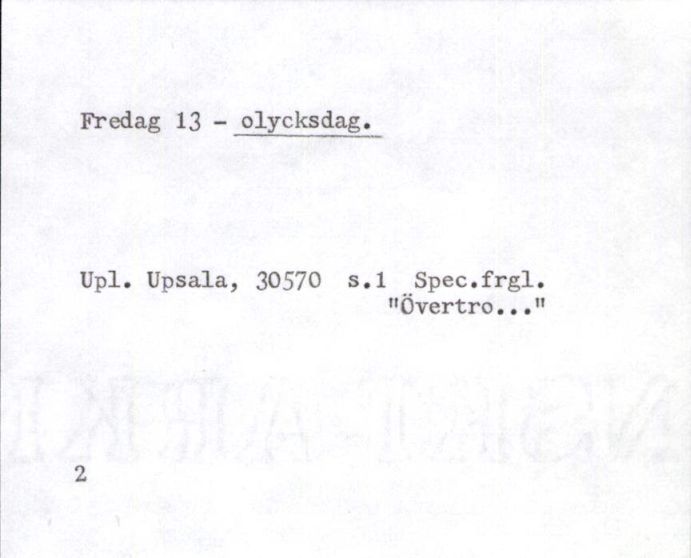 Fredag 13 - olycksdag.
Upl. Upsala, 30570 s.1 Spec.frgl.
"Övertro..."
2